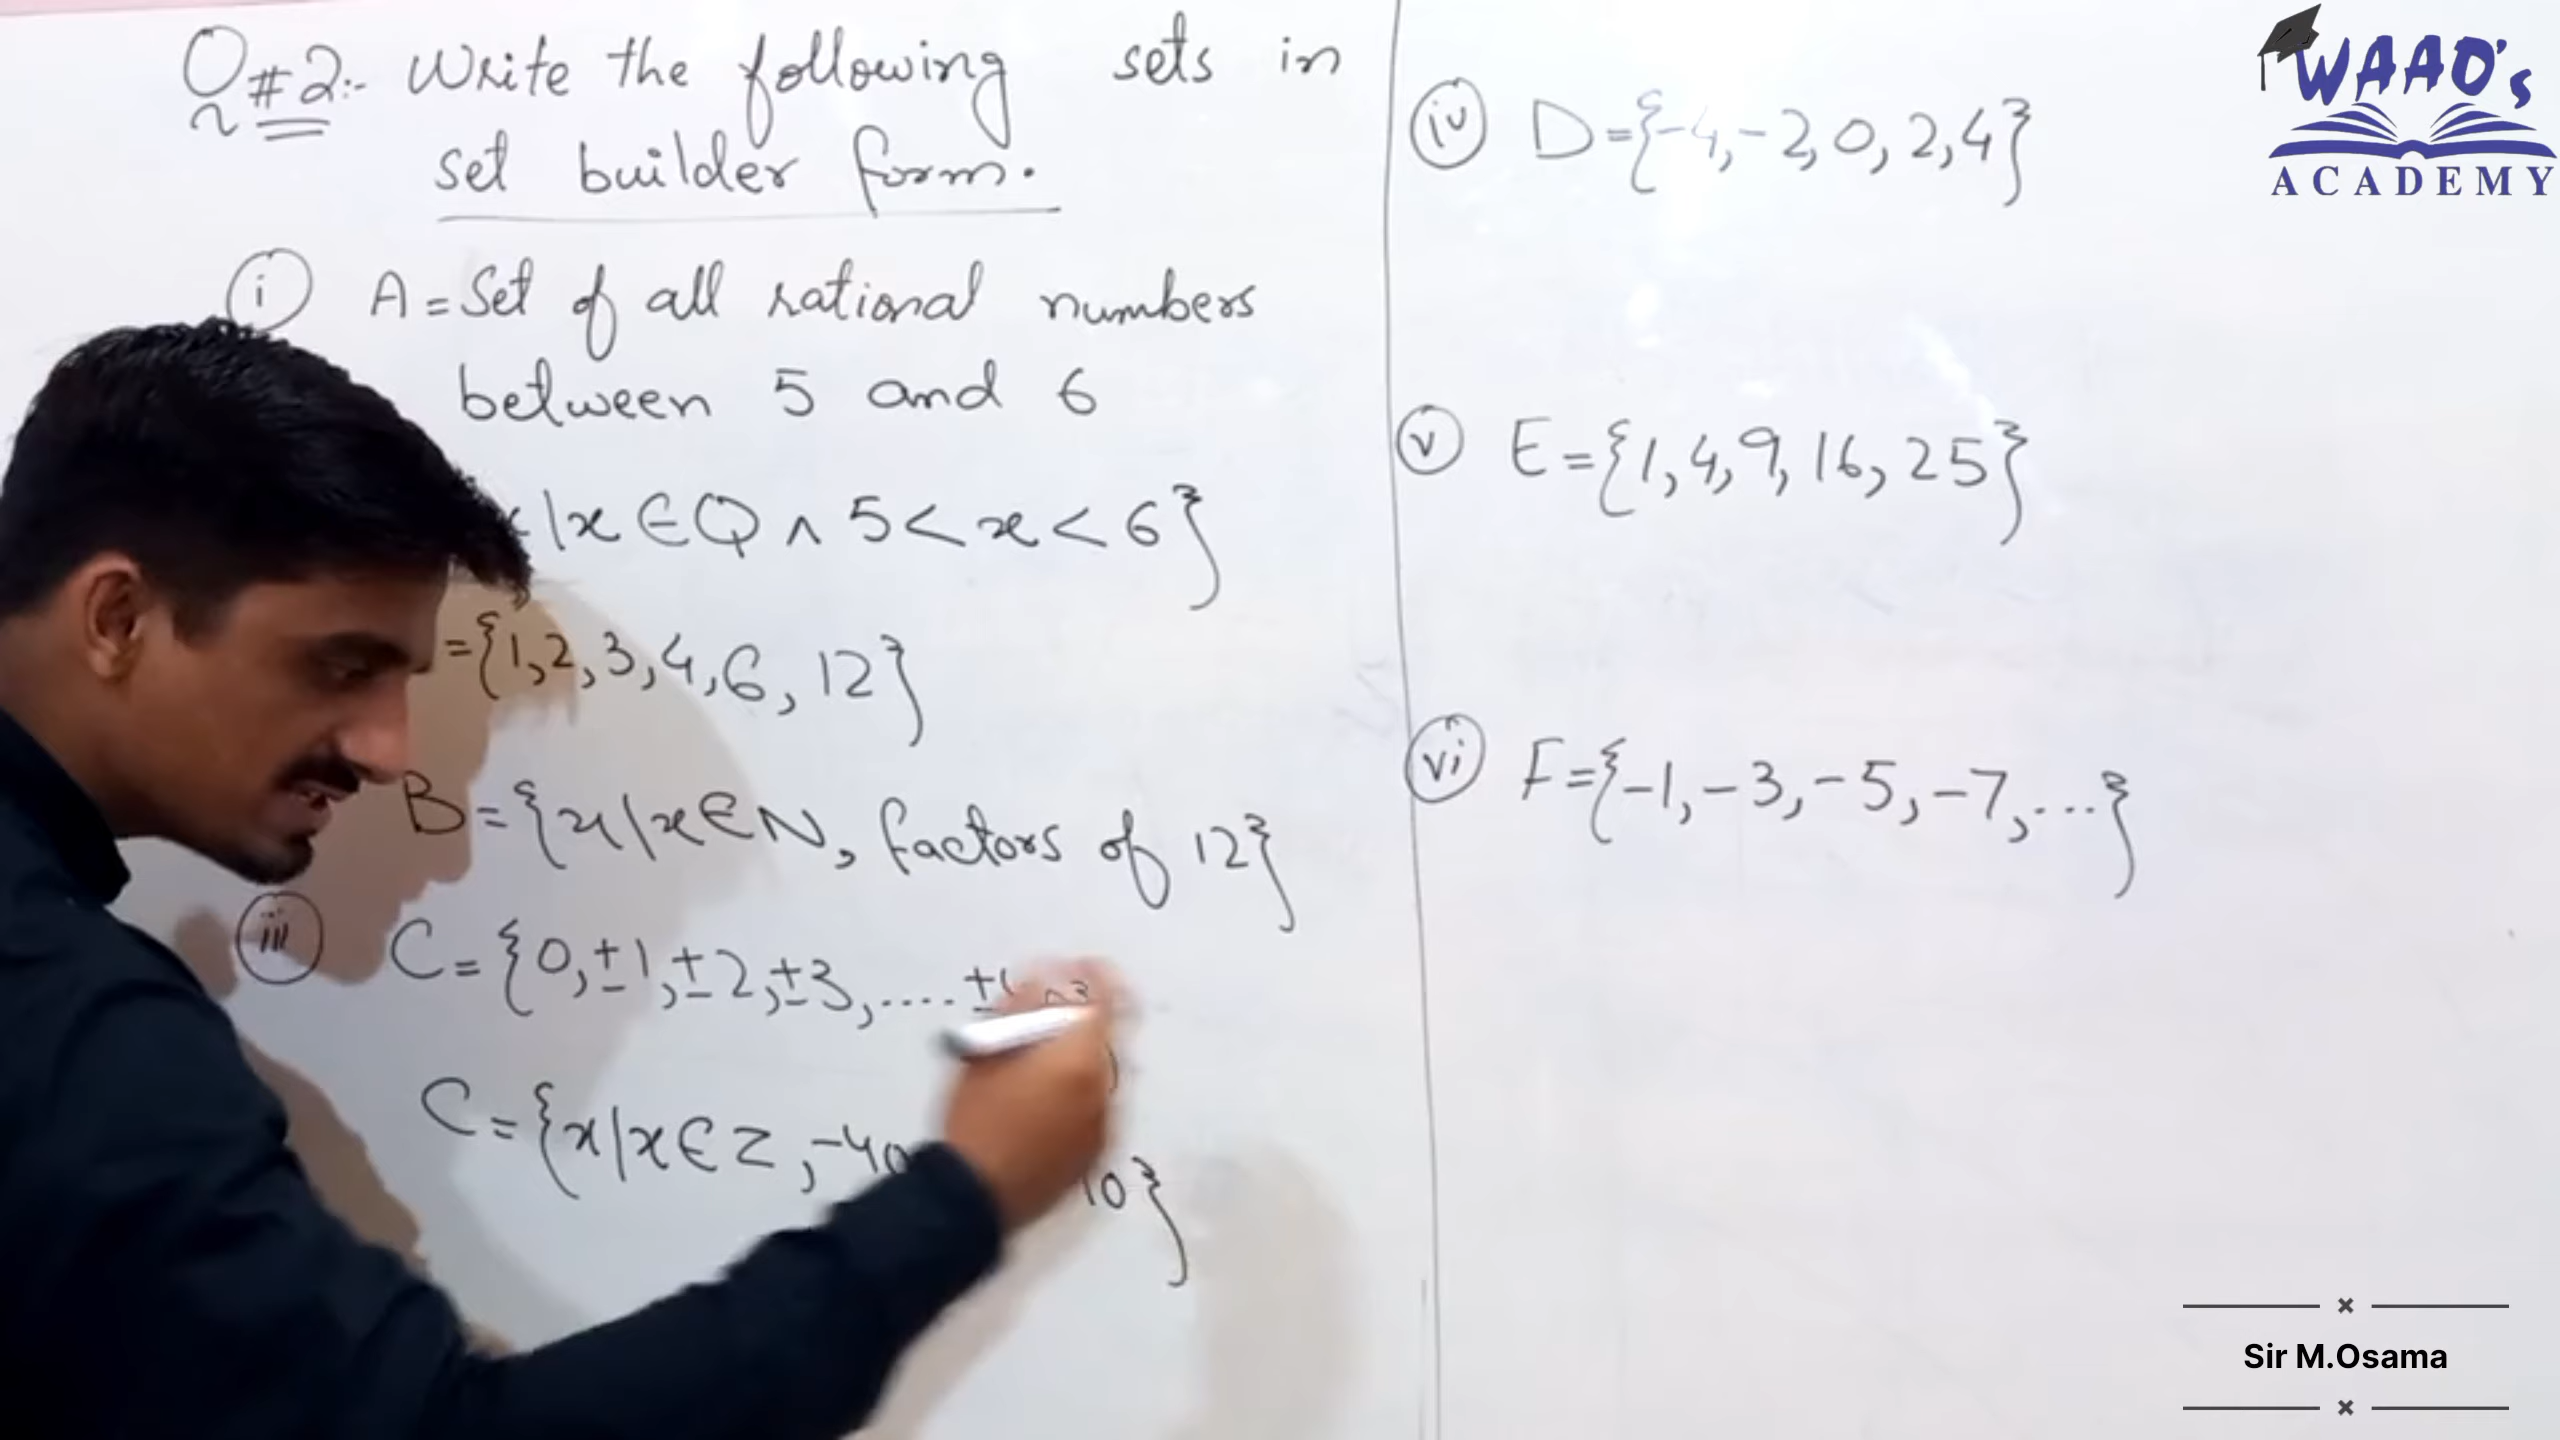 Q#2:- Write the following sets in
set builder form.
i A = Set of all rational numbers
between 5 and 6
|x∈Q ∧ 5 < x < 6}
={1,2,3,4,6,12}
B={x|x∈N, factors of 12}
iii C={0,±1,±2,±3,....±
C={x|x∈Z,-40 10}
iv D={-4,-2,0,2,4}
v E={1,4,9,16,25}
vi F={-1,-3,-5,-7,...}
WAAO's
ACADEMY
Sir M.Osama